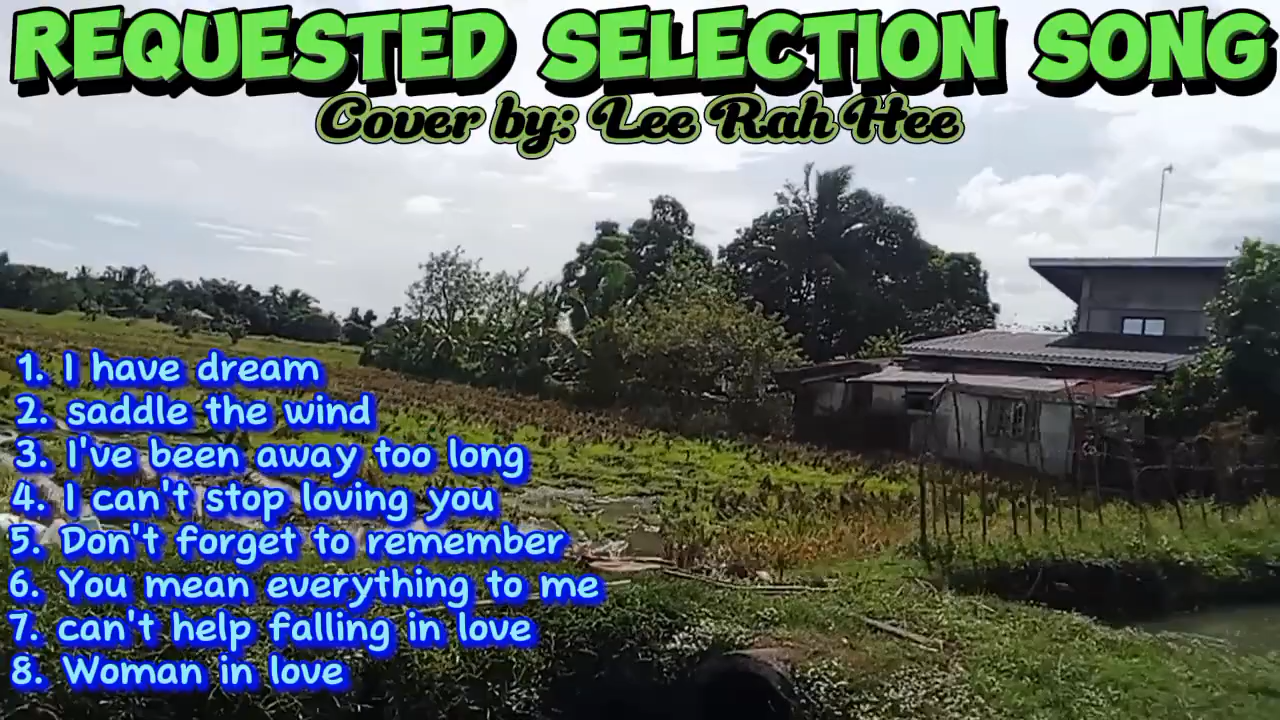 REQUESTED SELECTION SONG
Cover by: Lee Rah Hee
1. I have dream
2. saddle the wind
3. I've been away too long
4. I can't stop loving you
5. Don't forget to remember
6. You mean everything to me
7. can't help falling in love
8. Woman in love